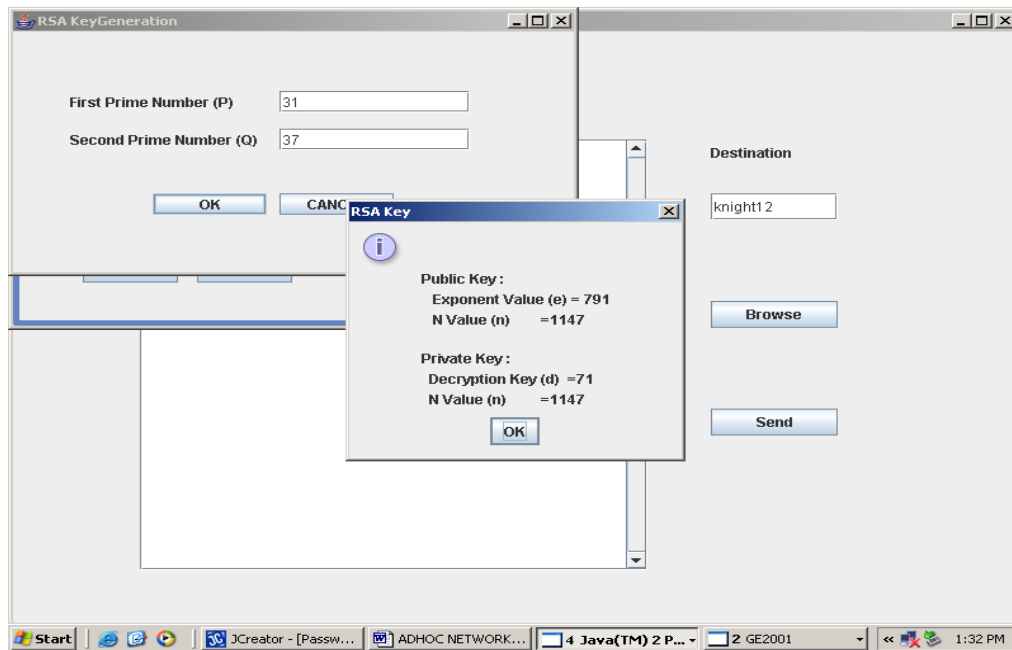 RSA KeyGeneration
First Prime Number (P) 31
Second Prime Number (Q) 37
OK CANC
Destination
knight12
RSA Key
Public Key :
Exponent Value (e) = 791
N Value (n) =1147
Private Key :
Decryption Key (d) =71
N Value (n) =1147
OK
Browse
Send
Start JCreator - [Passw... ADHOC NETWORK... 4 Java(TM) 2 P... 2 GE2001 « 1:32 PM